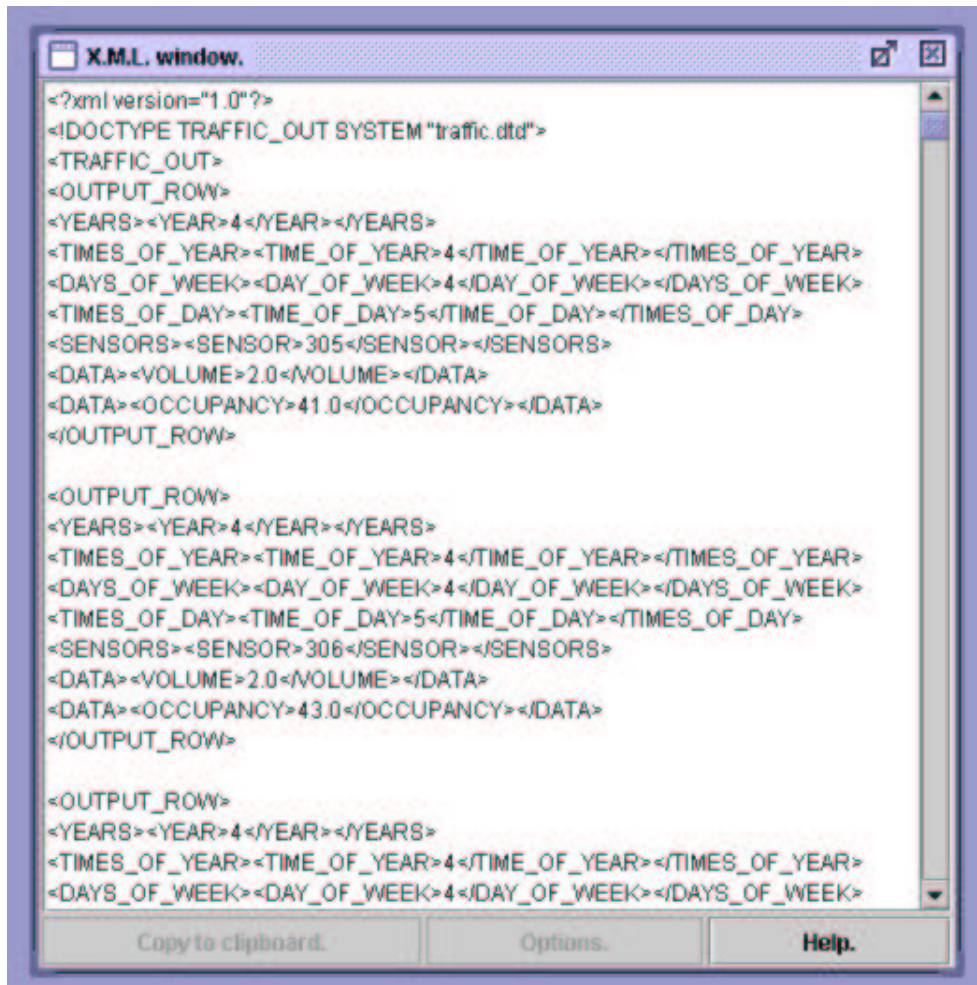 X.M.L. window.
<?xml version="1.0"?>
<!DOCTYPE TRAFFIC_OUT SYSTEM "traffic.dtd">
<TRAFFIC_OUT>
<OUTPUT_ROW>
<YEARS><YEAR>4</YEAR></YEARS>
<TIMES_OF_YEAR><TIME_OF_YEAR>4</TIME_OF_YEAR></TIMES_OF_YEAR>
<DAYS_OF_WEEK><DAY_OF_WEEK>4</DAY_OF_WEEK></DAYS_OF_WEEK>
<TIMES_OF_DAY><TIME_OF_DAY>5</TIME_OF_DAY></TIMES_OF_DAY>
<SENSORS><SENSOR>305</SENSOR></SENSORS>
<DATA><VOLUME>2.0</VOLUME></DATA>
<DATA><OCCUPANCY>41.0</OCCUPANCY></DATA>
</OUTPUT_ROW>
<OUTPUT_ROW>
<YEARS><YEAR>4</YEAR></YEARS>
<TIMES_OF_YEAR><TIME_OF_YEAR>4</TIME_OF_YEAR></TIMES_OF_YEAR>
<DAYS_OF_WEEK><DAY_OF_WEEK>4</DAY_OF_WEEK></DAYS_OF_WEEK>
<TIMES_OF_DAY><TIME_OF_DAY>5</TIME_OF_DAY></TIMES_OF_DAY>
<SENSORS><SENSOR>306</SENSOR></SENSORS>
<DATA><VOLUME>2.0</VOLUME></DATA>
<DATA><OCCUPANCY>43.0</OCCUPANCY></DATA>
</OUTPUT_ROW>
<OUTPUT_ROW>
<YEARS><YEAR>4</YEAR></YEARS>
<TIMES_OF_YEAR><TIME_OF_YEAR>4</TIME_OF_YEAR></TIMES_OF_YEAR>
<DAYS_OF_WEEK><DAY_OF_WEEK>4</DAY_OF_WEEK></DAYS_OF_WEEK>
Copy to clipboard. Options. Help.